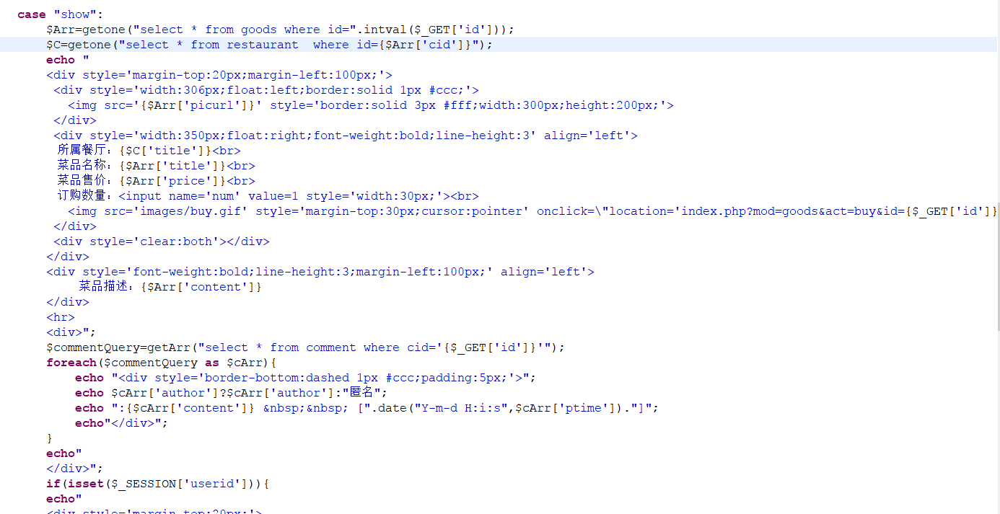 case "show":
$Arr=getone("select * from goods where id=".intval($_GET['id']));
$C=getone("select * from restaurant  where id={$Arr['cid']}");
echo "
<div style='margin-top:20px;margin-left:100px;'>
<div style='width:306px;float:left;border:solid 1px #ccc;'>
<img src='{$Arr['picurl']}' style='border:solid 3px #fff;width:300px;height:200px;'>
</div>
<div style='width:350px;float:right;font-weight:bold;line-height:3' align='left'>
所属餐厅：{$C['title']}<br>
菜品名称：{$Arr['title']}<br>
菜品售价：{$Arr['price']}<br>
订购数量：<input name='num' value=1 style='width:30px;'><br>
<img src='images/buy.gif' style='margin-top:30px;cursor:pointer' onclick=\"location='index.php?mod=goods&act=buy&id={$_GET['id']}
</div>
<div style='clear:both'></div>
</div>
<div style='font-weight:bold;line-height:3;margin-left:100px;' align='left'>
菜品描述：{$Arr['content']}
</div>
<hr>
<div>";
$commentQuery=getArr("select * from comment where cid='{$_GET['id']}'");
foreach($commentQuery as $cArr){
echo "<div style='border-bottom:dashed 1px #ccc;padding:5px;'>";
echo $cArr['author']?$cArr['author']:"匿名";
echo ":{$cArr['content']} &nbsp;&nbsp; [".date("Y-m-d H:i:s",$cArr['ptime'])."]";
echo"</div>";
}
echo"
</div>";
if(isset($_SESSION['userid'])){
echo"
<div style='margin-top:20px;'>